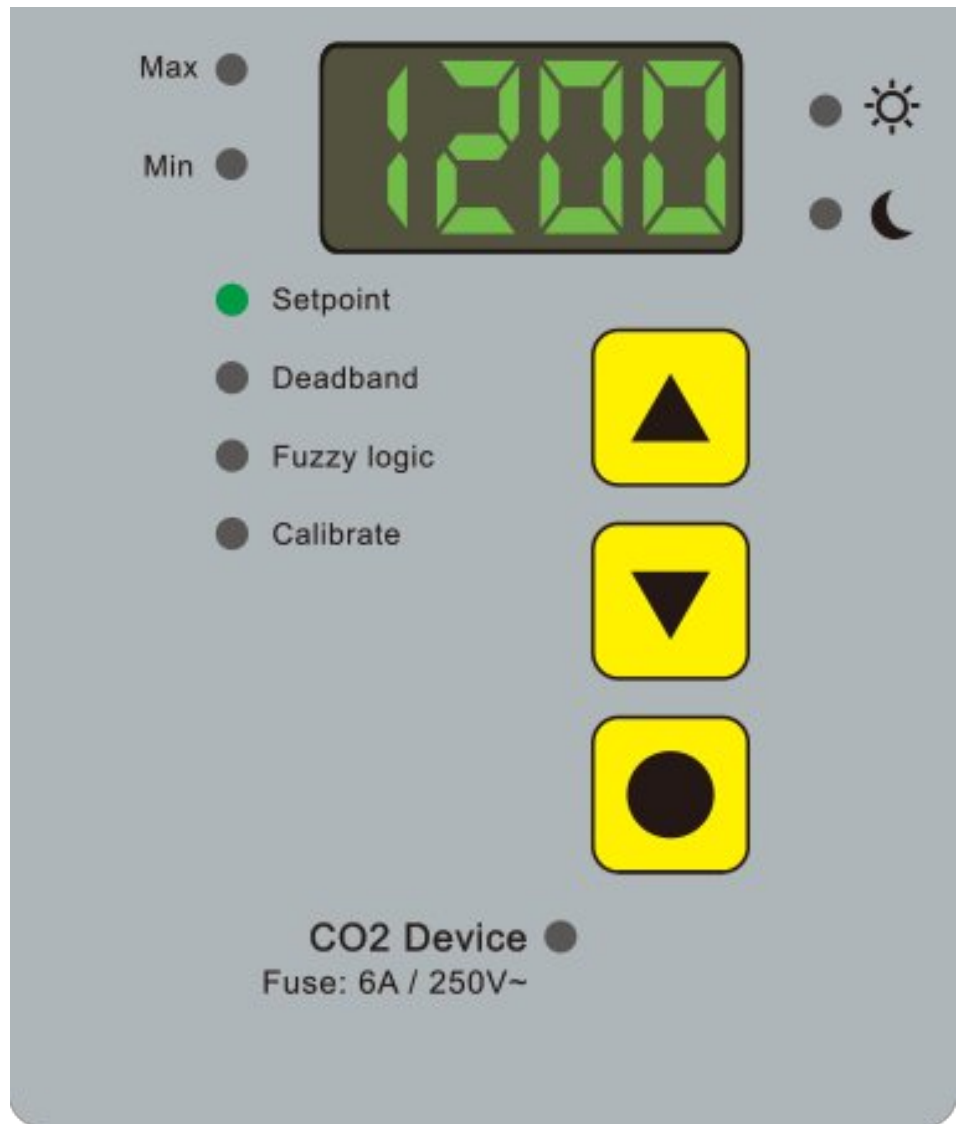 Max
1200
Min
Setpoint
Deadband
Fuzzy logic
Calibrate
CO2 Device
Fuse: 6A / 250V~